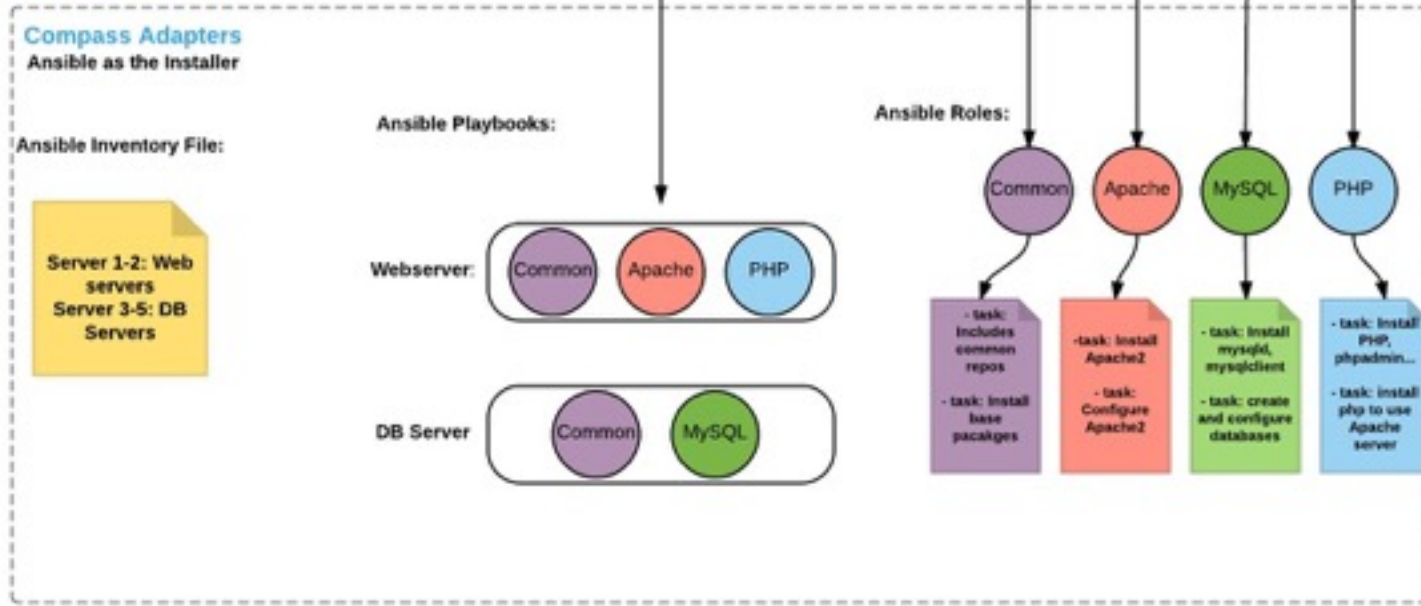 Compass Adapters
Ansible as the Installer
Ansible Inventory File:
Server 1-2: Web
servers
Server 3-5: DB
Servers
Ansible Playbooks:
Webserver:
Common
Apache
PHP
DB Server
Common
MySQL
Ansible Roles:
Common
Apache
MySQL
PHP
- task:
Includes
common
repos
- task: Install
base
pacakges
-task: Install
Apache2
- task:
Configure
Apache2
- task: Install
mysqld,
mysqlclient
- task: create
and configure
databases
- task: Install
PHP,
phpadmin...
- task: install
php to use
Apache
server